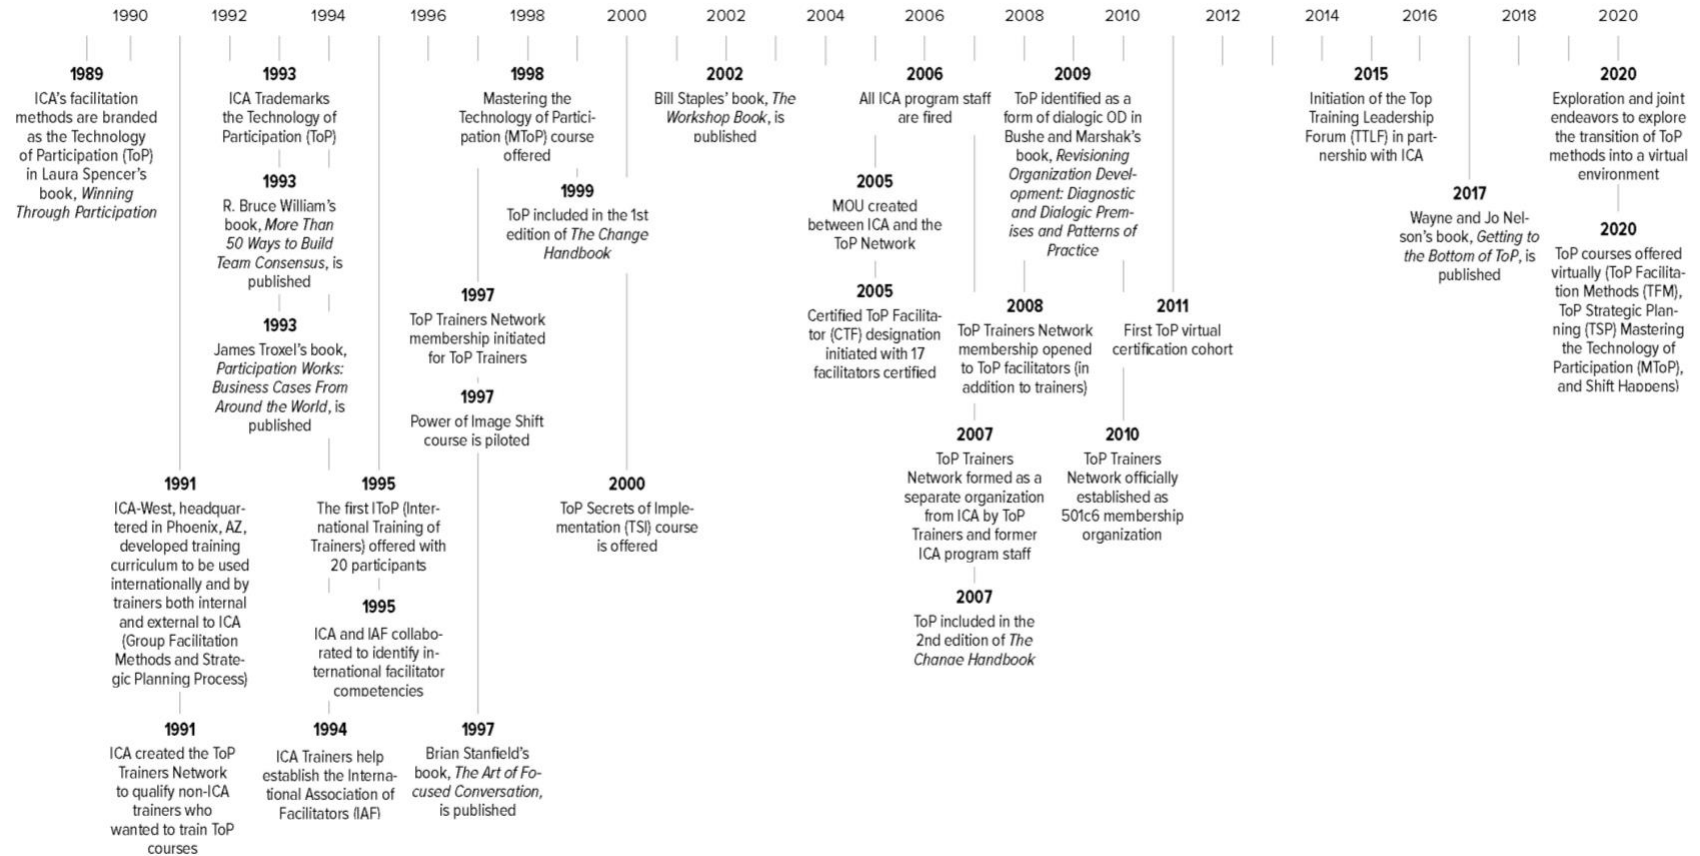 1990 1992 1994 1996 1998 2000 2002 2004 2006 2008 2010 2012 2014 2016 2018 2020
1989
ICA's facilitation
methods are branded
as the Technology
of Participation (ToP)
in Laura Spencer's
book, Winning
Through Participation
1991
ICA-West, headquar-
tered in Phoenix, AZ,
developed training
curriculum to be used
internationally and by
trainers both internal
and external to ICA
(Group Facilitation
Methods and Strate-
gic Planning Process)
1991
ICA created the ToP
Trainers Network
to qualify non-ICA
trainers who
wanted to train ToP
courses
1993
ICA Trademarks
the Technology of
Participation (ToP)
1993
R. Bruce William's
book, More Than
50 Ways to Build
Team Consensus, is
published
1993
James Troxel's book,
Participation Works:
Business Cases From
Around the World, is
published
1995
The first IToP (Inter-
national Training of
Trainers) offered with
20 participants
1995
ICA and IAF collabo-
rated to identify in-
ternational facilitator
competencies
1994
ICA Trainers help
establish the Interna-
tional Association of
Facilitators (IAF)
1998
Mastering the
Technology of Partici-
pation (MToP) course
offered
1999
ToP included in the 1st
edition of The Change
Handbook
1997
ToP Trainers Network
membership initiated
for ToP Trainers
1997
Power of Image Shift
course is piloted
1997
Brian Stanfield's
book, The Art of Fo-
cused Conversation,
is published
2000
ToP Secrets of Imple-
mentation (TSI) course
is offered
2002
Bill Staples' book, The
Workshop Book, is
published
2006
All ICA program staff
are fired
2005
MOU created
between ICA and the
ToP Network
2005
Certified ToP Facilita-
tor (CTF) designation
initiated with 17
facilitators certified
2009
ToP identified as a
form of dialogic OD in
Bushe and Marshak's
book, Revisioning
Organization Devel-
opment: Diagnostic
and Dialogic Prem-
ises and Patterns of
Practice
2008
ToP Trainers Network
membership opened
to ToP facilitators (in
addition to trainers)
2007
ToP Trainers
Network formed as a
separate organization
from ICA by ToP
Trainers and former
ICA program staff
2007
ToP included in the
2nd edition of The
Change Handbook
2011
First ToP virtual
certification cohort
2010
ToP Trainers
Network officially
established as
501c6 membership
organization
2015
Initiation of the Top
Training Leadership
Forum (TTLF) in part-
nership with ICA
2017
Wayne and Jo Nel-
son's book, Getting to
the Bottom of ToP, is
published
2020
Exploration and joint
endeavors to explore
the transition of ToP
methods into a virtual
environment
2020
ToP courses offered
virtually (ToP Facilita-
tion Methods (TFM),
ToP Strategic Plan-
ning (TSP) Mastering
the Technology of
Participation (MToP),
and Shift Happens)